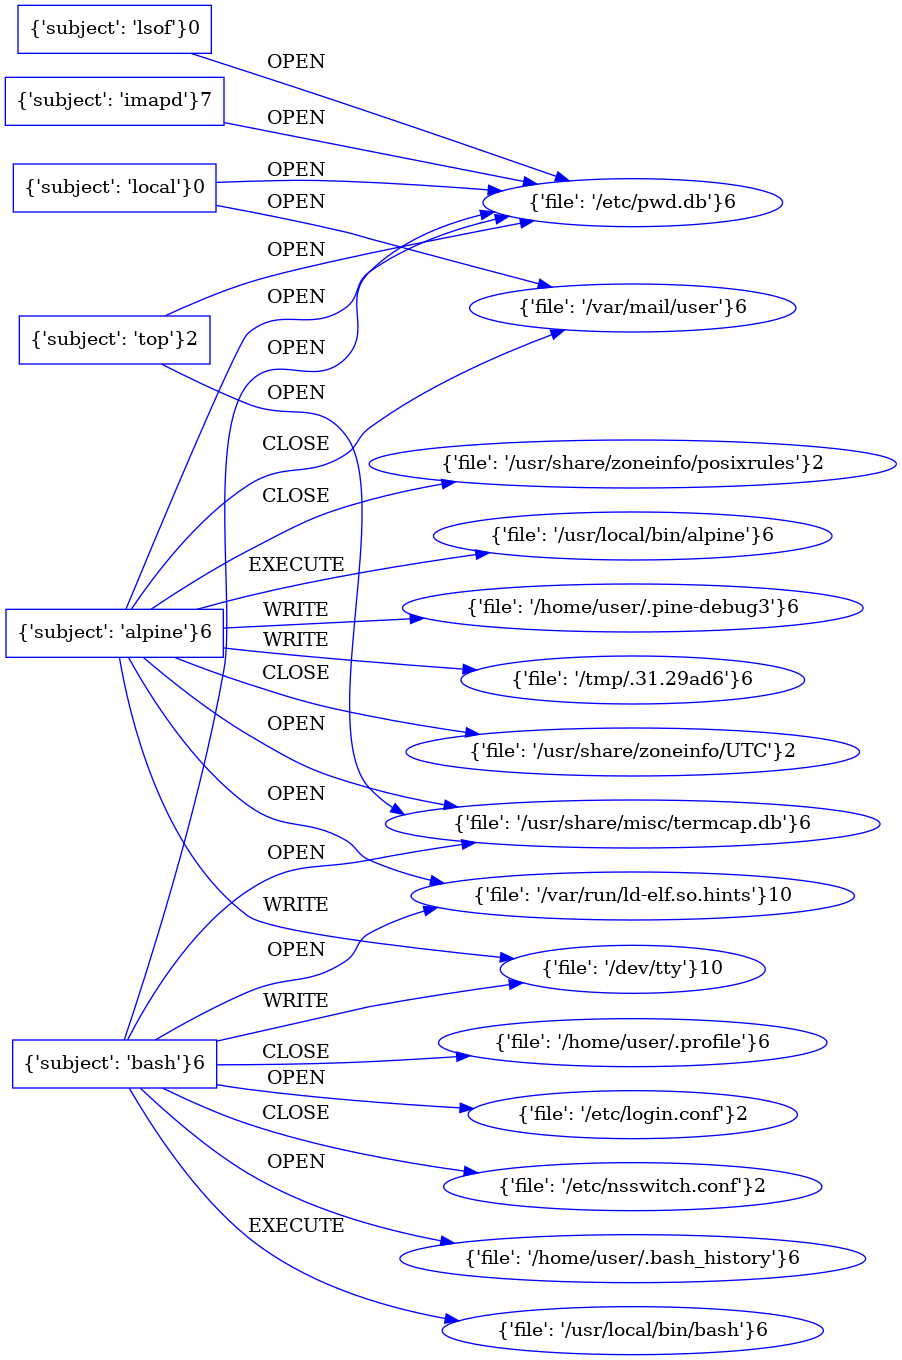 {'subject': 'lsof'}0
OPEN
{'subject': 'imapd'}7
OPEN
{'subject': 'local'}0
OPEN
OPEN
{'file': '/etc/pwd.db'}6
OPEN
OPEN
{'file': '/var/mail/user'}6
{'subject': 'top'}2
OPEN
OPEN
CLOSE
{'file': '/usr/share/zoneinfo/posixrules'}2
CLOSE
{'file': '/usr/local/bin/alpine'}6
EXECUTE
{'file': '/home/user/.pine-debug3'}6
WRITE
{'subject': 'alpine'}6
WRITE
{'file': '/tmp/.31.29ad6'}6
CLOSE
OPEN
{'file': '/usr/share/zoneinfo/UTC'}2
OPEN
{'file': '/usr/share/misc/termcap.db'}6
OPEN
{'file': '/var/run/ld-elf.so.hints'}10
WRITE
OPEN
{'file': '/dev/tty'}10
WRITE
{'file': '/home/user/.profile'}6
CLOSE
{'subject': 'bash'}6
OPEN
{'file': '/etc/login.conf'}2
CLOSE
OPEN
{'file': '/etc/nsswitch.conf'}2
EXECUTE
{'file': '/home/user/.bash_history'}6
{'file': '/usr/local/bin/bash'}6